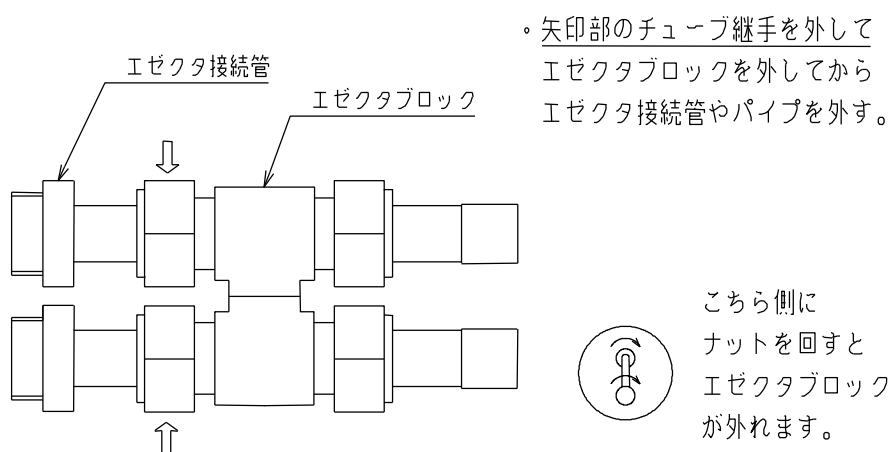 。矢印部のチューブ継手を外して
エゼクタブロックを外してから
エゼクタ接続管やパイプを外す。
エゼクタ接続管
エゼクタブロック
こちら側に
ナットを回すと
エゼクタブロック
が外れます。